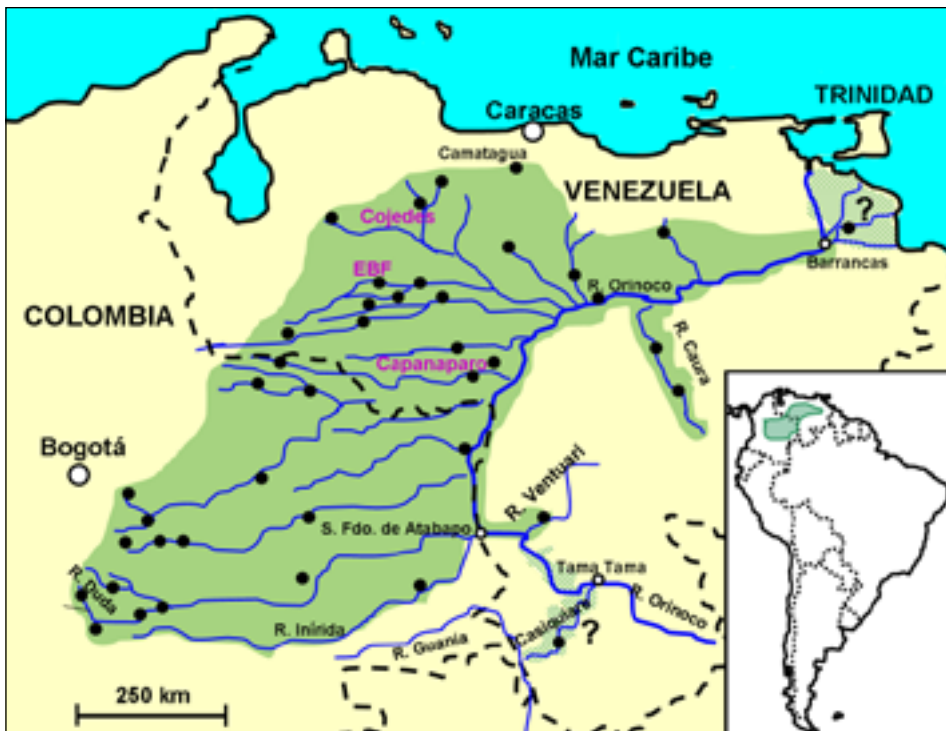 Mar Caribe
TRINIDAD
Caracas
Camatagua
VENEZUELA
Cojedes
?
Barrancas
EBF
R. Orinoco
COLOMBIA
R. Caura
Capanaparo
Bogotá
R. Ventuari
S. Fdo. de Atabapo
Tama Tama
R. Duda
R. Orinoco
Casiquiare
?
R. Inírida
R. Guania
250 km